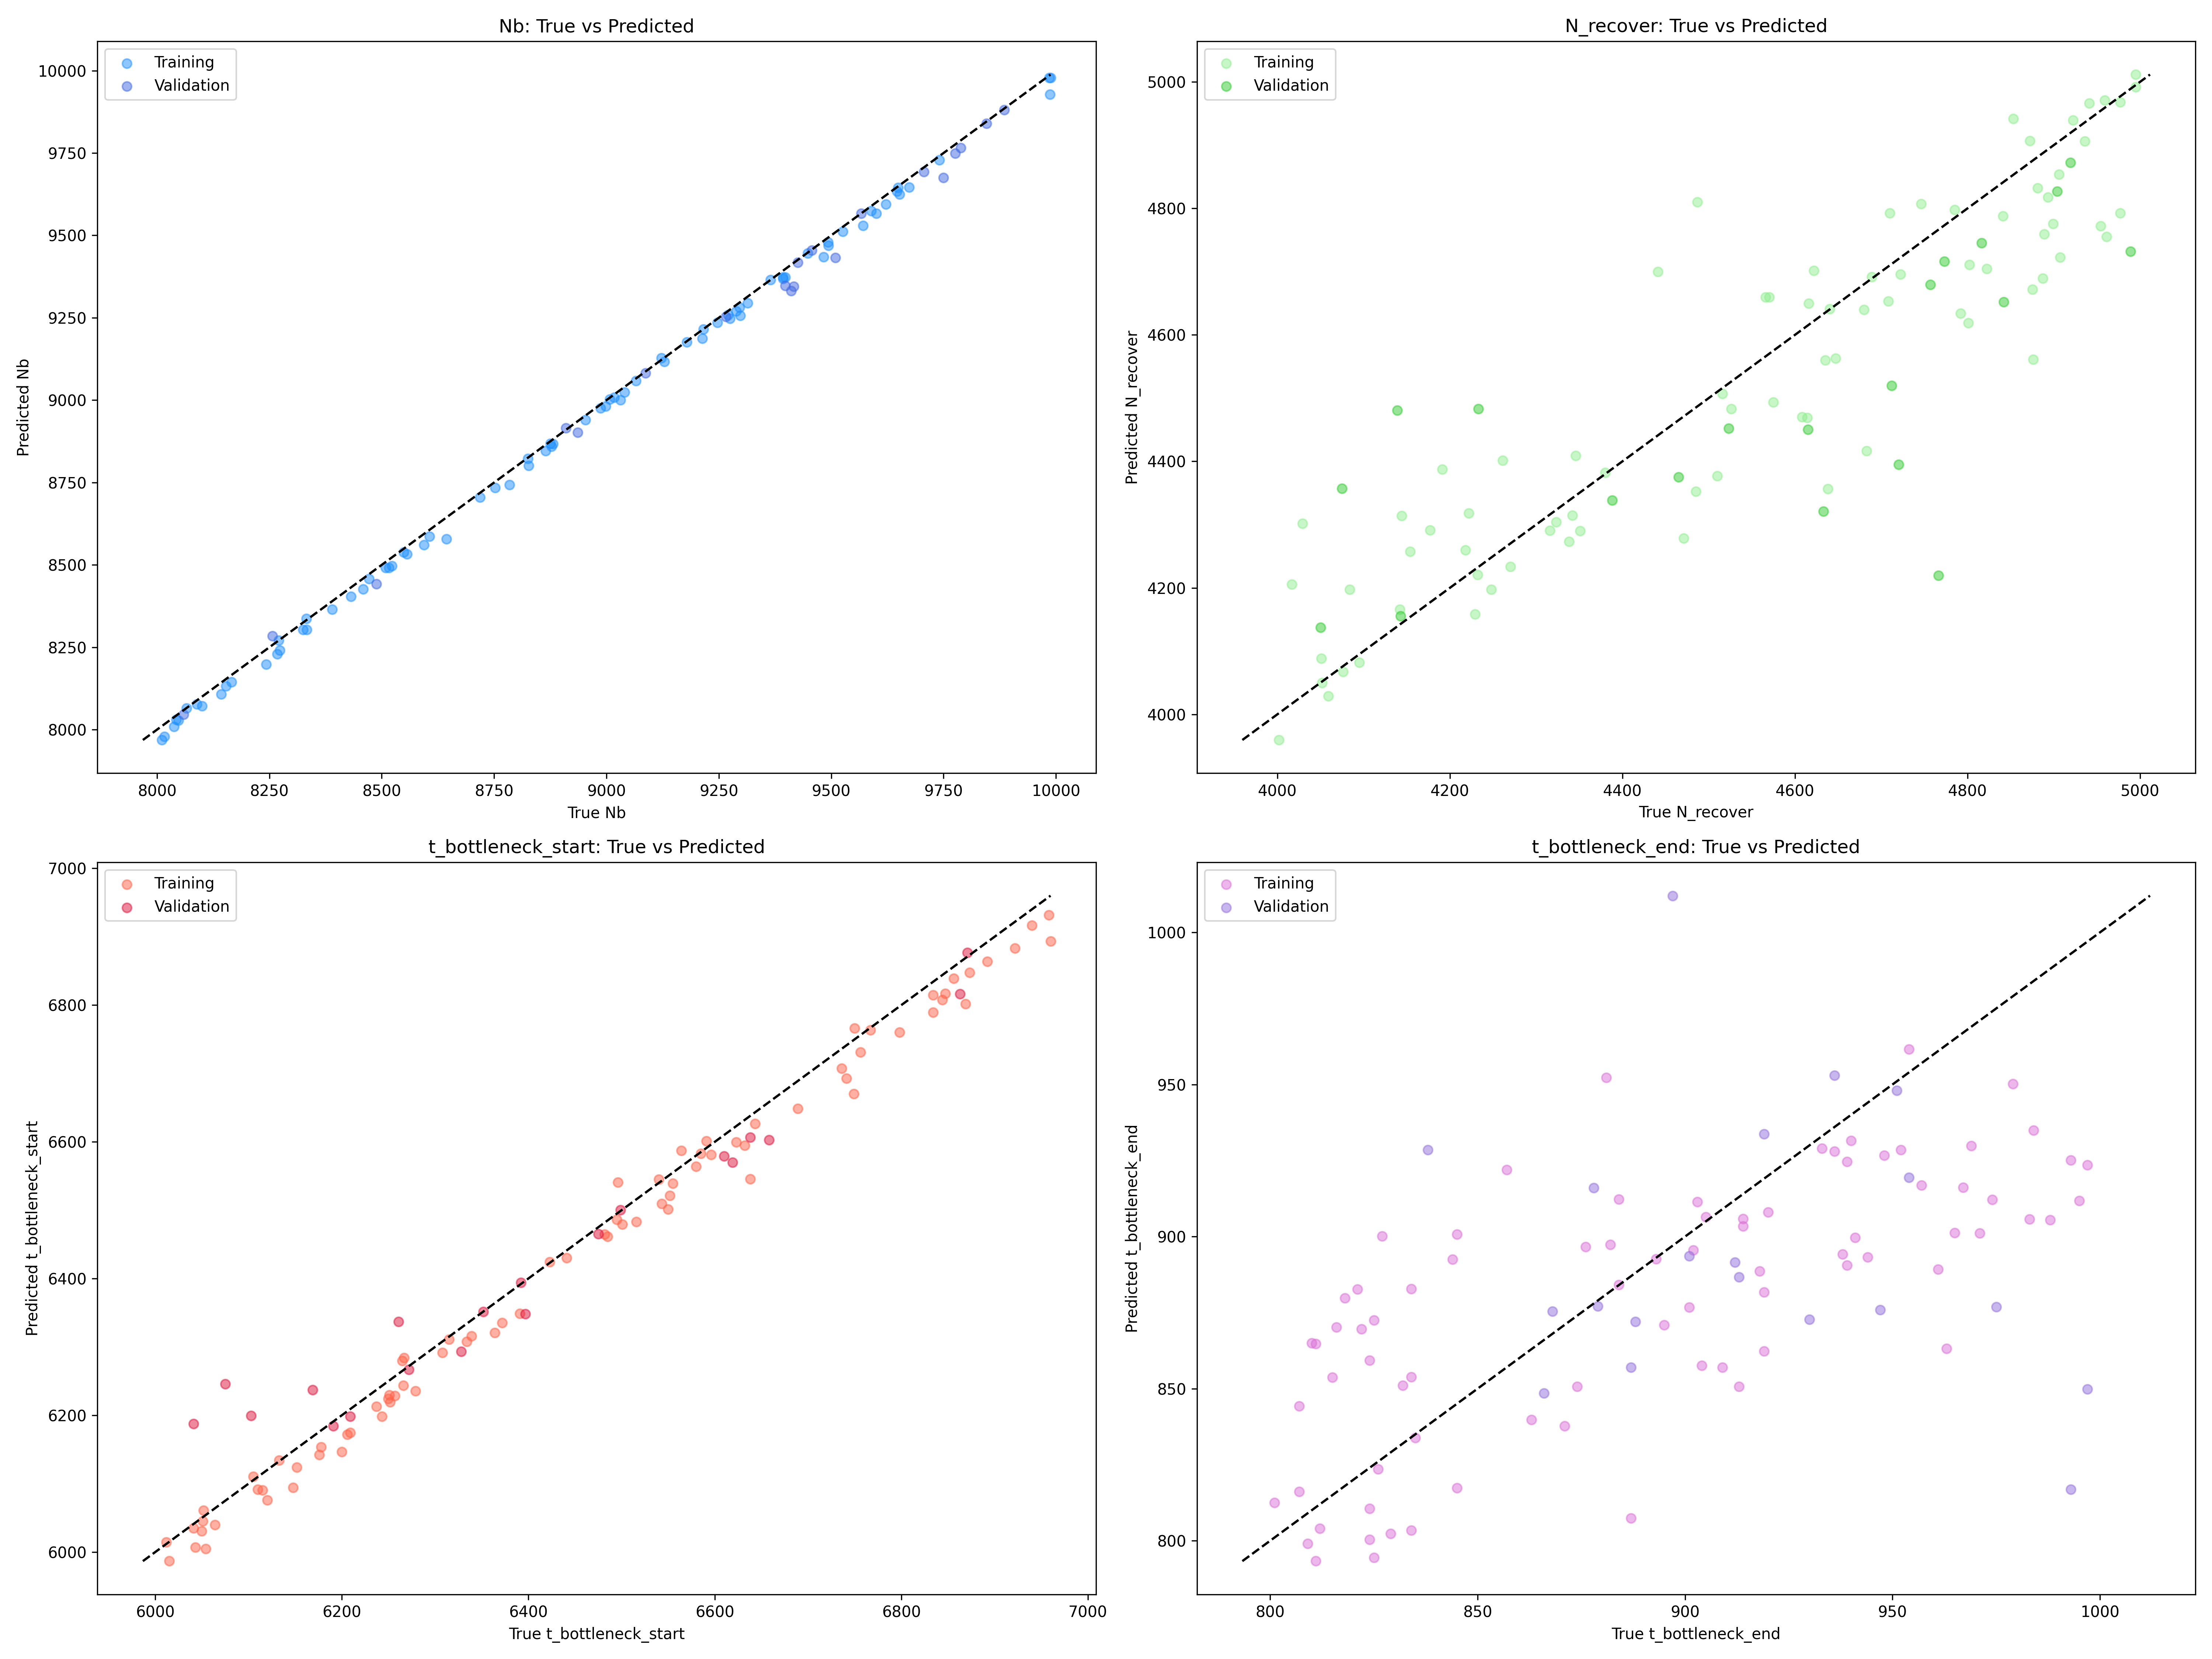 Nb: True vs Predicted
Training
Validation
10000
9750
9500
9250
9000
8750
8500
8250
8000
Predicted Nb
8000 8250 8500 8750 9000 9250 9500 9750 10000
True Nb
N_recover: True vs Predicted
Training
Validation
5000
4800
4600
4400
4200
4000
Predicted N_recover
4000 4200 4400 4600 4800 5000
True N_recover
t_bottleneck_start: True vs Predicted
Training
Validation
7000
6800
6600
6400
6200
6000
Predicted t_bottleneck_start
6000 6200 6400 6600 6800 7000
True t_bottleneck_start
t_bottleneck_end: True vs Predicted
Training
Validation
1000
950
900
850
800
Predicted t_bottleneck_end
800 850 900 950 1000
True t_bottleneck_end